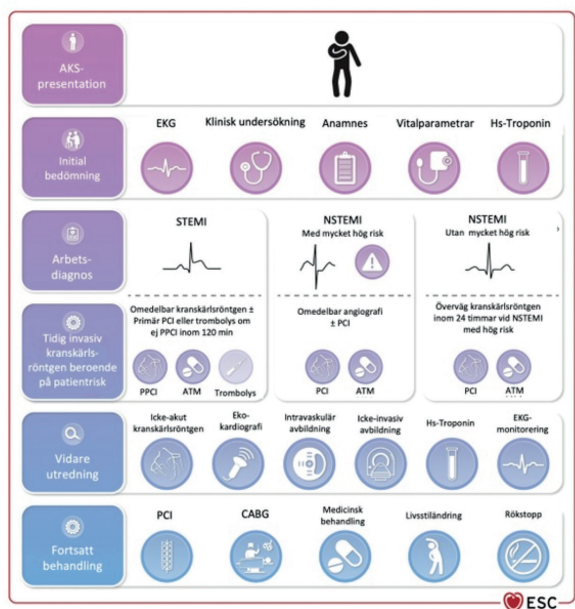 AKS-
presentation
Initial
bedömning
EKG
Klinisk undersökning
Anamnes
Vitalparametrar
Hs-Troponin
Arbets-
diagnos
STEMI
NSTEMI
Med mycket hög risk
NSTEMI
Utan mycket hög risk
Tidig invasiv
kranskärls-
röntgen beroende
på patientrisk
Omedelbar kranskärlsröntgen ±
Primär PCI eller trombolys om
ej PPCI inom 120 min
PPCI
ATM
Trombolys
Omedelbar angiografi
± PCI
PCI
ATM
Överväg kranskärlsröntgen
inom 24 timmar vid NSTEMI
med hög risk
PCI
ATM
Vidare
utredning
Icke-akut
kranskärlsröntgen
Eko-
kardiografi
Intravaskulär
avbildning
Icke-invasiv
avbildning
Hs-Troponin
EKG-
monitorering
Fortsatt
behandling
PCI
CABG
Medicinsk
behandling
Livsstiländring
Rökstopp
ESC